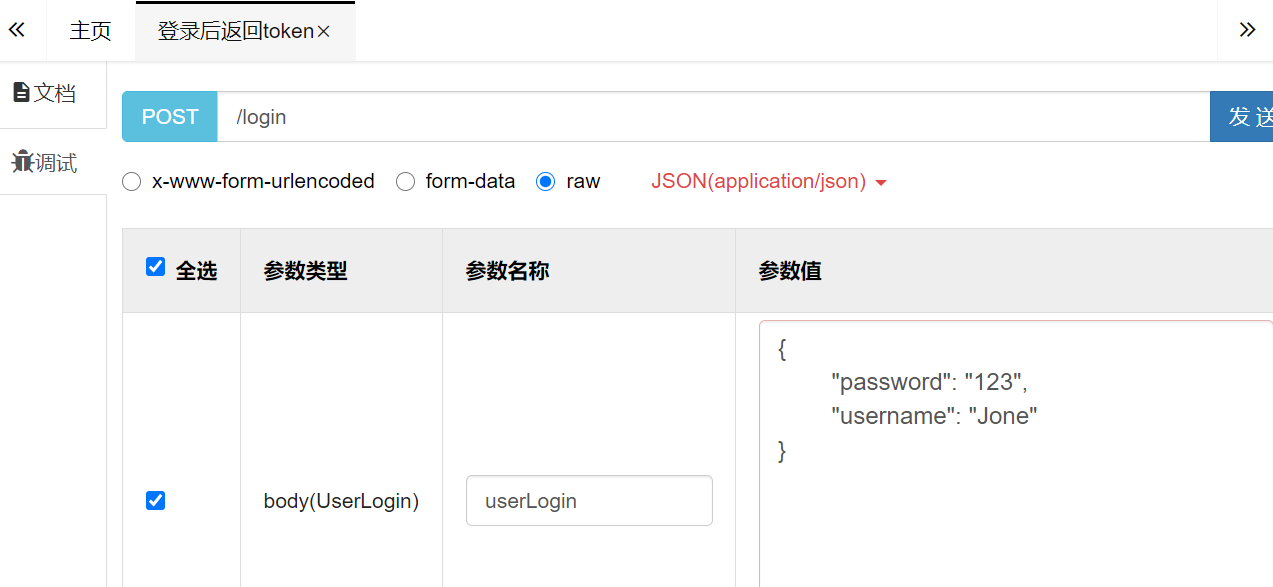 主页 登录后返回token×
文档
POST /login 发 送
调试
x-www-form-urlencoded form-data raw JSON(application/json)
全选 参数类型 参数名称 参数值
{
"password": "123",
"username": "Jone"
}
body(UserLogin) userLogin